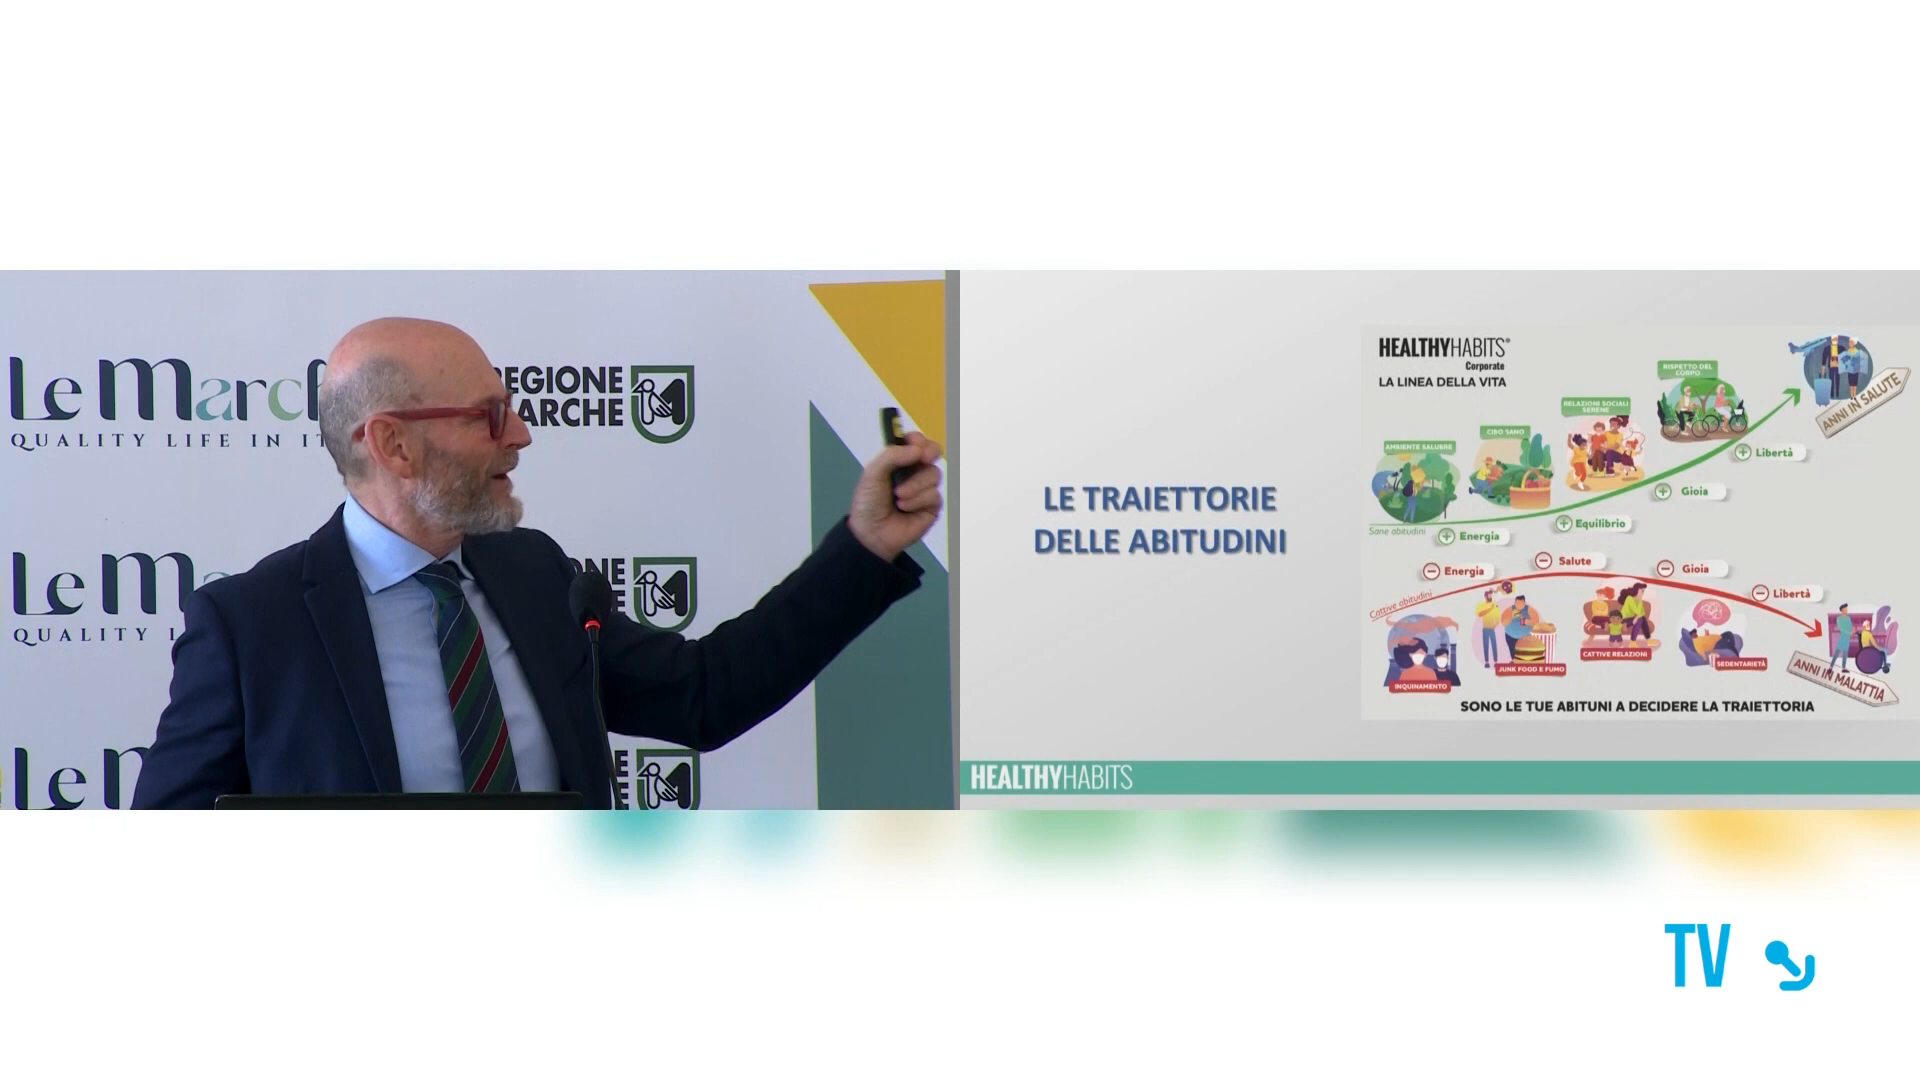 Le March
QUALITY LIFE IN IT
REGIONE
MARCHE
Le M
QUALITY L
ONE
E
Le M
E
LE TRAIETTORIE
DELLE ABITUDINI
HEALTHYHABITS®
Corporate
LA LINEA DELLA VITA
AMBIENTE SALUBRE
CIBO SANO
RELAZIONI SOCIALI
SERENE
RISPETTO DEL
CORPO
ANNI IN SALUTE
Sane abitudini
+ Energia
+ Equilibrio
+ Gioia
+ Libertà
Cattive abitudini
- Energia
- Salute
- Gioia
- Libertà
INQUINAMENTO
JUNK FOOD E FUMO
CATTIVE RELAZIONI
SEDENTARIETÀ
ANNI IN MALATTIA
SONO LE TUE ABITUNI A DECIDERE LA TRAIETTORIA
HEALTHYHABITS
TV